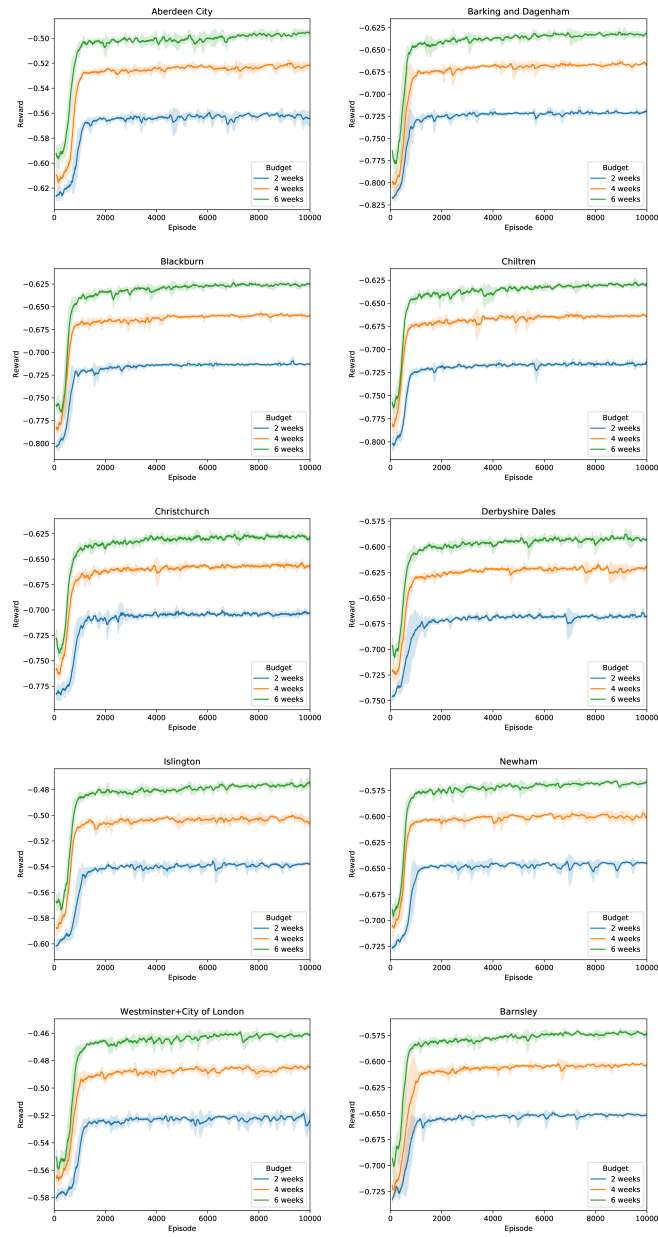 Aberdeen City
−0.50
−0.52
−0.54
−0.56
−0.58
−0.60
−0.62
Reward
0 2000 4000 6000 8000 10000
Episode
Budget
2 weeks
4 weeks
6 weeks
Barking and Dagenham
−0.625
−0.650
−0.675
−0.700
−0.725
−0.750
−0.775
−0.800
−0.825
Reward
0 2000 4000 6000 8000 10000
Episode
Budget
2 weeks
4 weeks
6 weeks
Blackburn
−0.625
−0.650
−0.675
−0.700
−0.725
−0.750
−0.775
−0.800
Reward
0 2000 4000 6000 8000 10000
Episode
Budget
2 weeks
4 weeks
6 weeks
Chiltren
−0.625
−0.650
−0.675
−0.700
−0.725
−0.750
−0.775
−0.800
Reward
0 2000 4000 6000 8000 10000
Episode
Budget
2 weeks
4 weeks
6 weeks
Christchurch
−0.625
−0.650
−0.675
−0.700
−0.725
−0.750
−0.775
Reward
0 2000 4000 6000 8000 10000
Episode
Budget
2 weeks
4 weeks
6 weeks
Derbyshire Dales
−0.575
−0.600
−0.625
−0.650
−0.675
−0.700
−0.725
−0.750
Reward
0 2000 4000 6000 8000 10000
Episode
Budget
2 weeks
4 weeks
6 weeks
Islington
−0.48
−0.50
−0.52
−0.54
−0.56
−0.58
−0.60
Reward
0 2000 4000 6000 8000 10000
Episode
Budget
2 weeks
4 weeks
6 weeks
Newham
−0.575
−0.600
−0.625
−0.650
−0.675
−0.700
−0.725
Reward
0 2000 4000 6000 8000 10000
Episode
Budget
2 weeks
4 weeks
6 weeks
Westminster+City of London
−0.46
−0.48
−0.50
−0.52
−0.54
−0.56
−0.58
Reward
0 2000 4000 6000 8000 10000
Episode
Budget
2 weeks
4 weeks
6 weeks
Barnsley
−0.575
−0.600
−0.625
−0.650
−0.675
−0.700
−0.725
Reward
0 2000 4000 6000 8000 10000
Episode
Budget
2 weeks
4 weeks
6 weeks